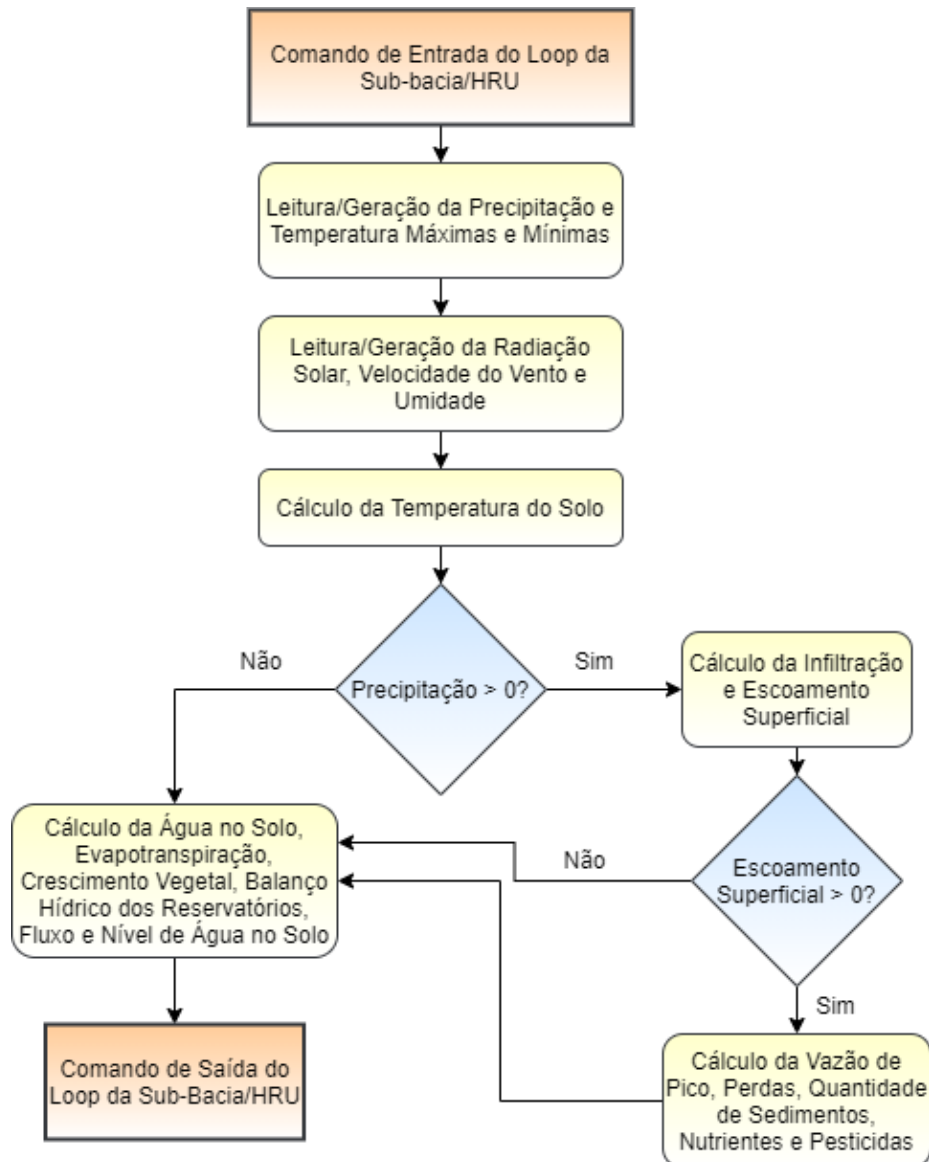 Comando de Entrada do Loop da
Sub-bacia/HRU
Leitura/Geração da Precipitação e
Temperatura Máximas e Mínimas
Leitura/Geração da Radiação
Solar, Velocidade do Vento e
Umidade
Cálculo da Temperatura do Solo
Precipitação > 0?
Não
Sim
Cálculo da Infiltração
e Escoamento
Superficial
Escoamento
Superficial > 0?
Não
Sim
Cálculo da Vazão de
Pico, Perdas, Quantidade
de Sedimentos,
Nutrientes e Pesticidas
Cálculo da Água no Solo,
Evapotranspiração,
Crescimento Vegetal, Balanço
Hídrico dos Reservatórios,
Fluxo e Nível de Água no Solo
Comando de Saída do
Loop da Sub-Bacia/HRU